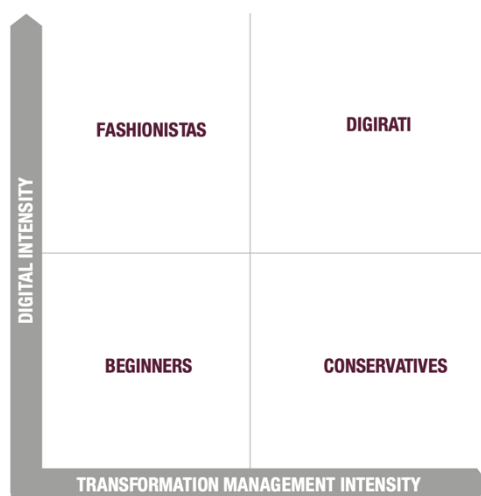 FASHIONISTAS
DIGIRATI
DIGITAL INTENSITY
BEGINNERS
CONSERVATIVES
TRANSFORMATION MANAGEMENT INTENSITY